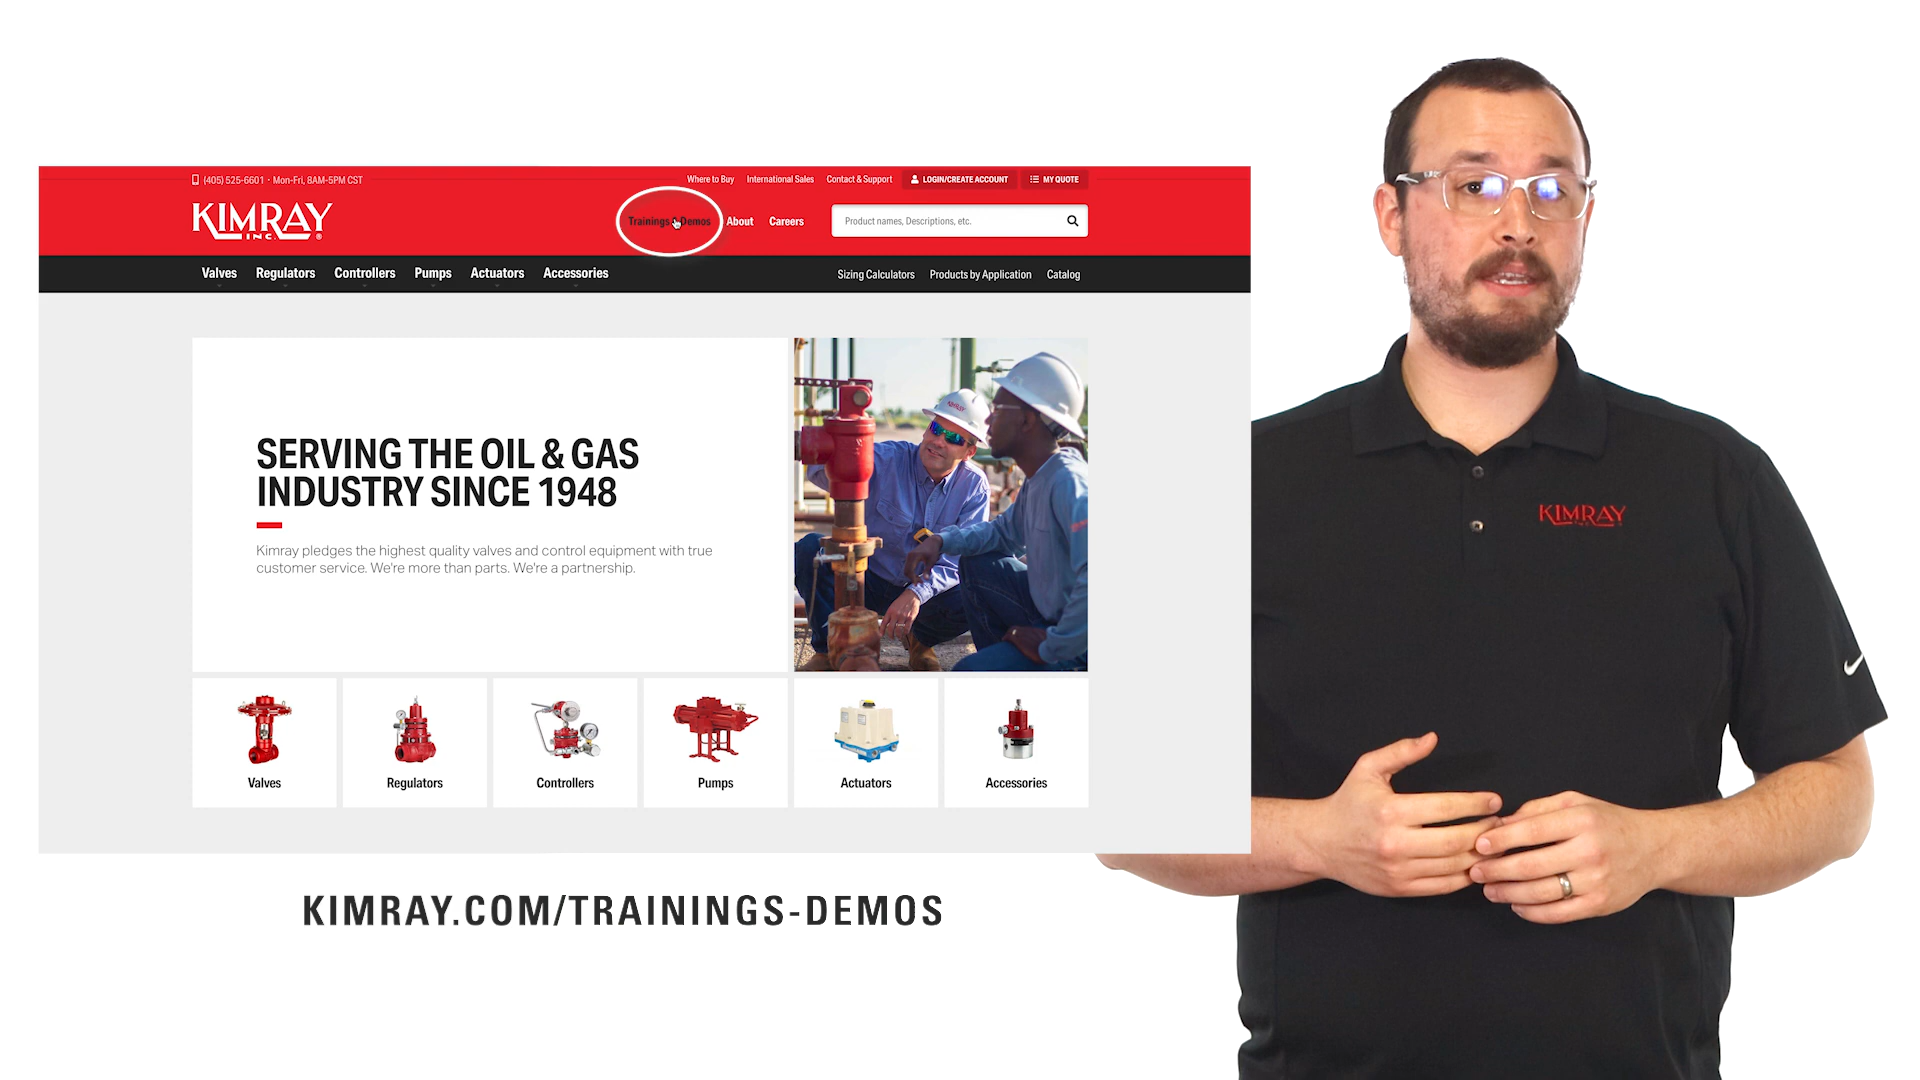 (405) 525-6601 · Mon-Fri, 8AM-5PM CST
Where to Buy
International Sales
Contact & Support
LOGIN/CREATE ACCOUNT
MY QUOTE
KIMRAY
INC.®
Trainings & Demos
About
Careers
Product names, Descriptions, etc.
Valves
Regulators
Controllers
Pumps
Actuators
Accessories
Sizing Calculators
Products by Application
Catalog
SERVING THE OIL & GAS
INDUSTRY SINCE 1948
Kimray pledges the highest quality valves and control equipment with true
customer service. We're more than parts. We're a partnership.
KIMRAY
Valves
Regulators
Controllers
Pumps
Actuators
Accessories
KIMRAY.COM/TRAININGS-DEMOS
KIMRAY